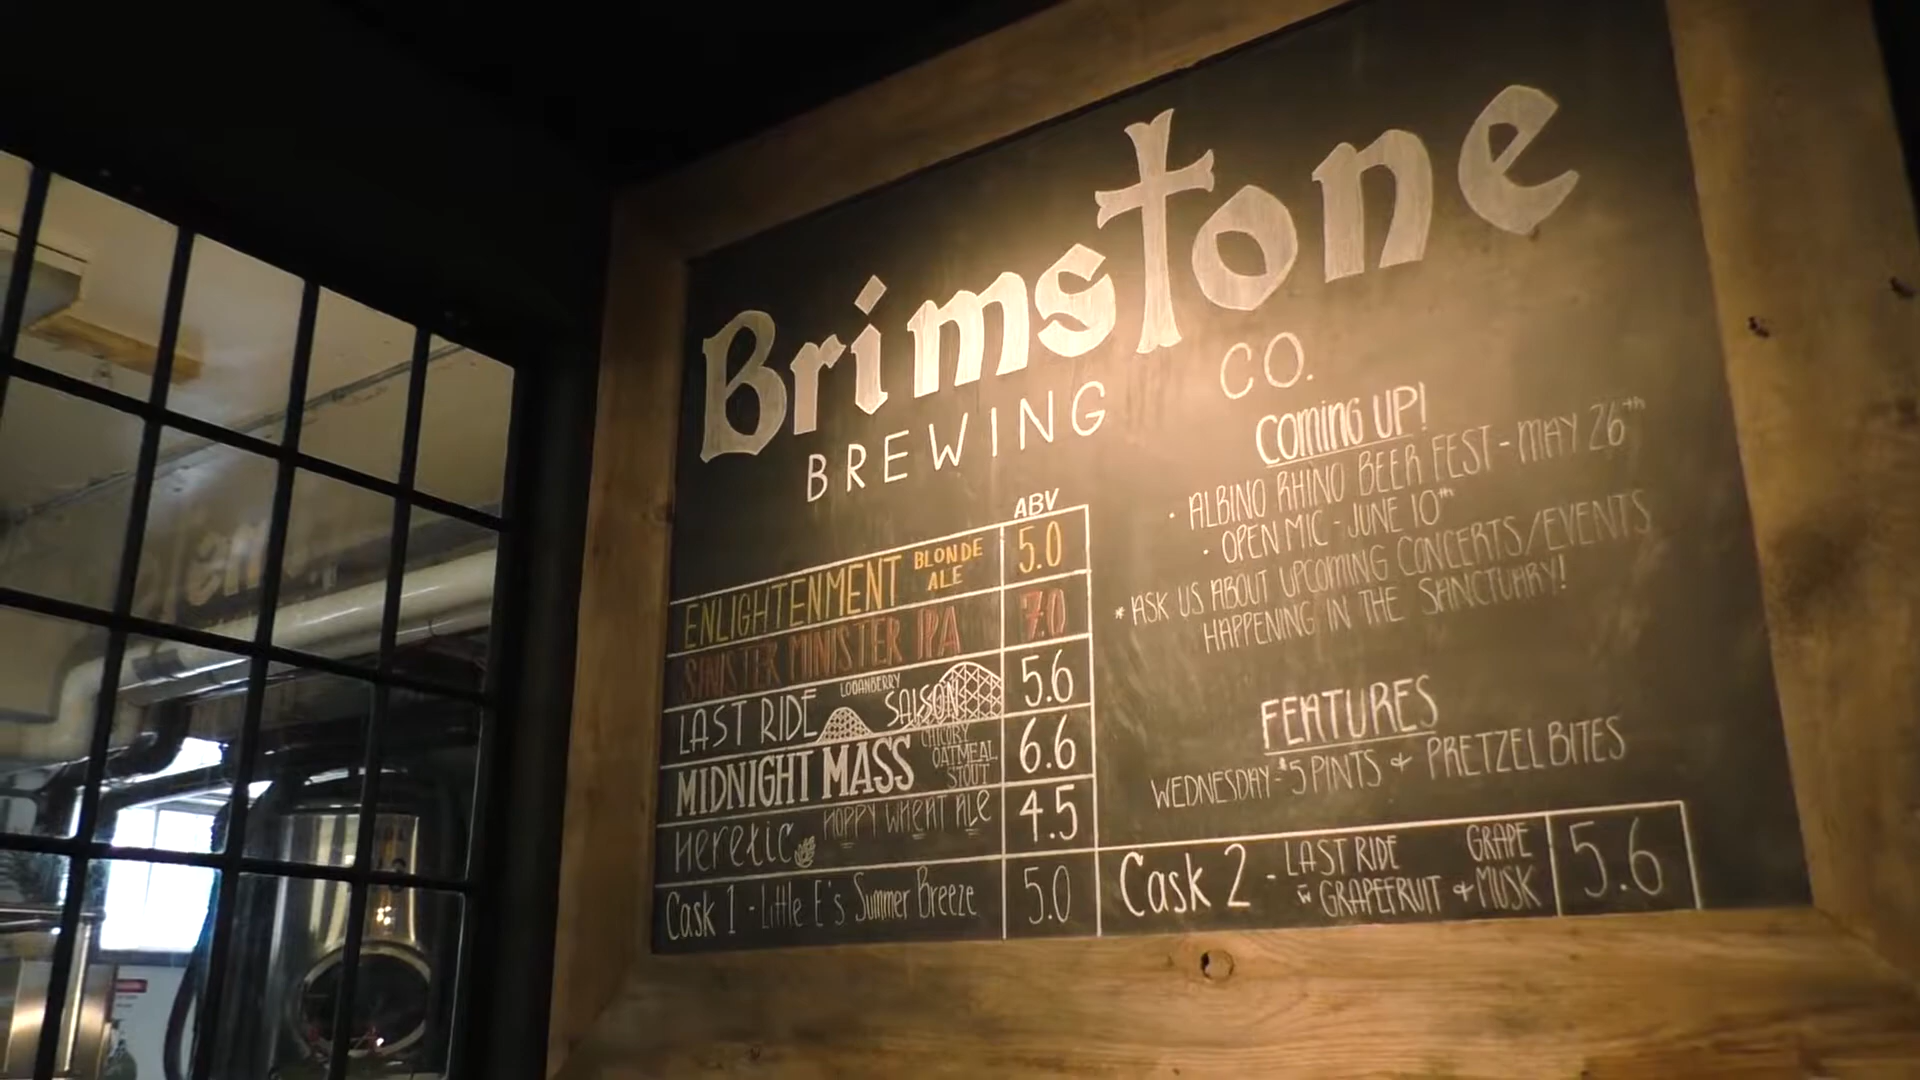 Brimstone
BREWING CO.
ABV
ENLIGHTENMENT BLONDE ALE 5.0
SINISTER MINISTER IPA 7.0
LAST RIDE LOGANBERRY SAISON 5.6
MIDNIGHT MASS CHICORY OATMEAL STOUT 6.6
Heretic HOPPY WHEAT ALE 4.5
Cask 1 - Little E's Summer Breeze 5.0
Coming UP!
• ALBINO RHINO BEER FEST - MAY 26th
• OPEN MIC - JUNE 10th
* ASK US ABOUT UPCOMING CONCERTS/EVENTS
HAPPENING IN THE SANCTUARY!
FEATURES
WEDNESDAY - $5 PINTS & PRETZEL BITES
Cask 2 - LAST RIDE w GRAPEFRUIT & GRAPE MUSK 5.6